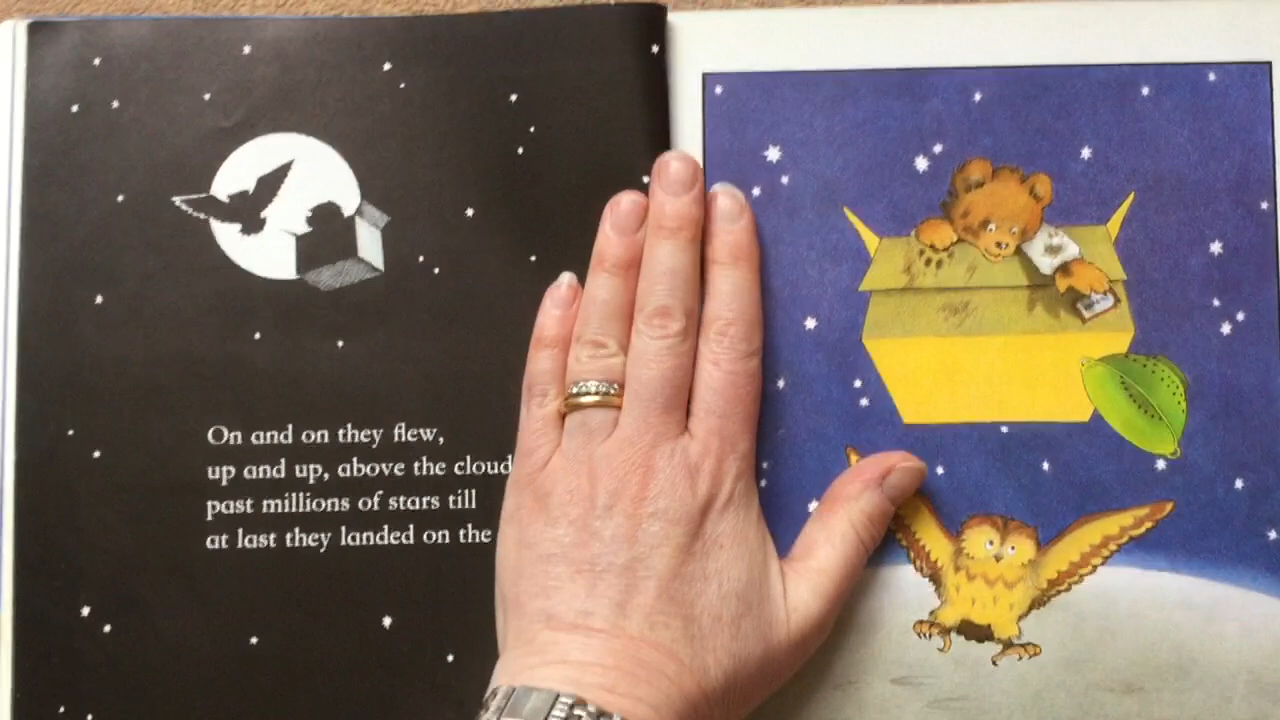 On and on they flew,
up and up, above the cloud
past millions of stars till
at last they landed on the